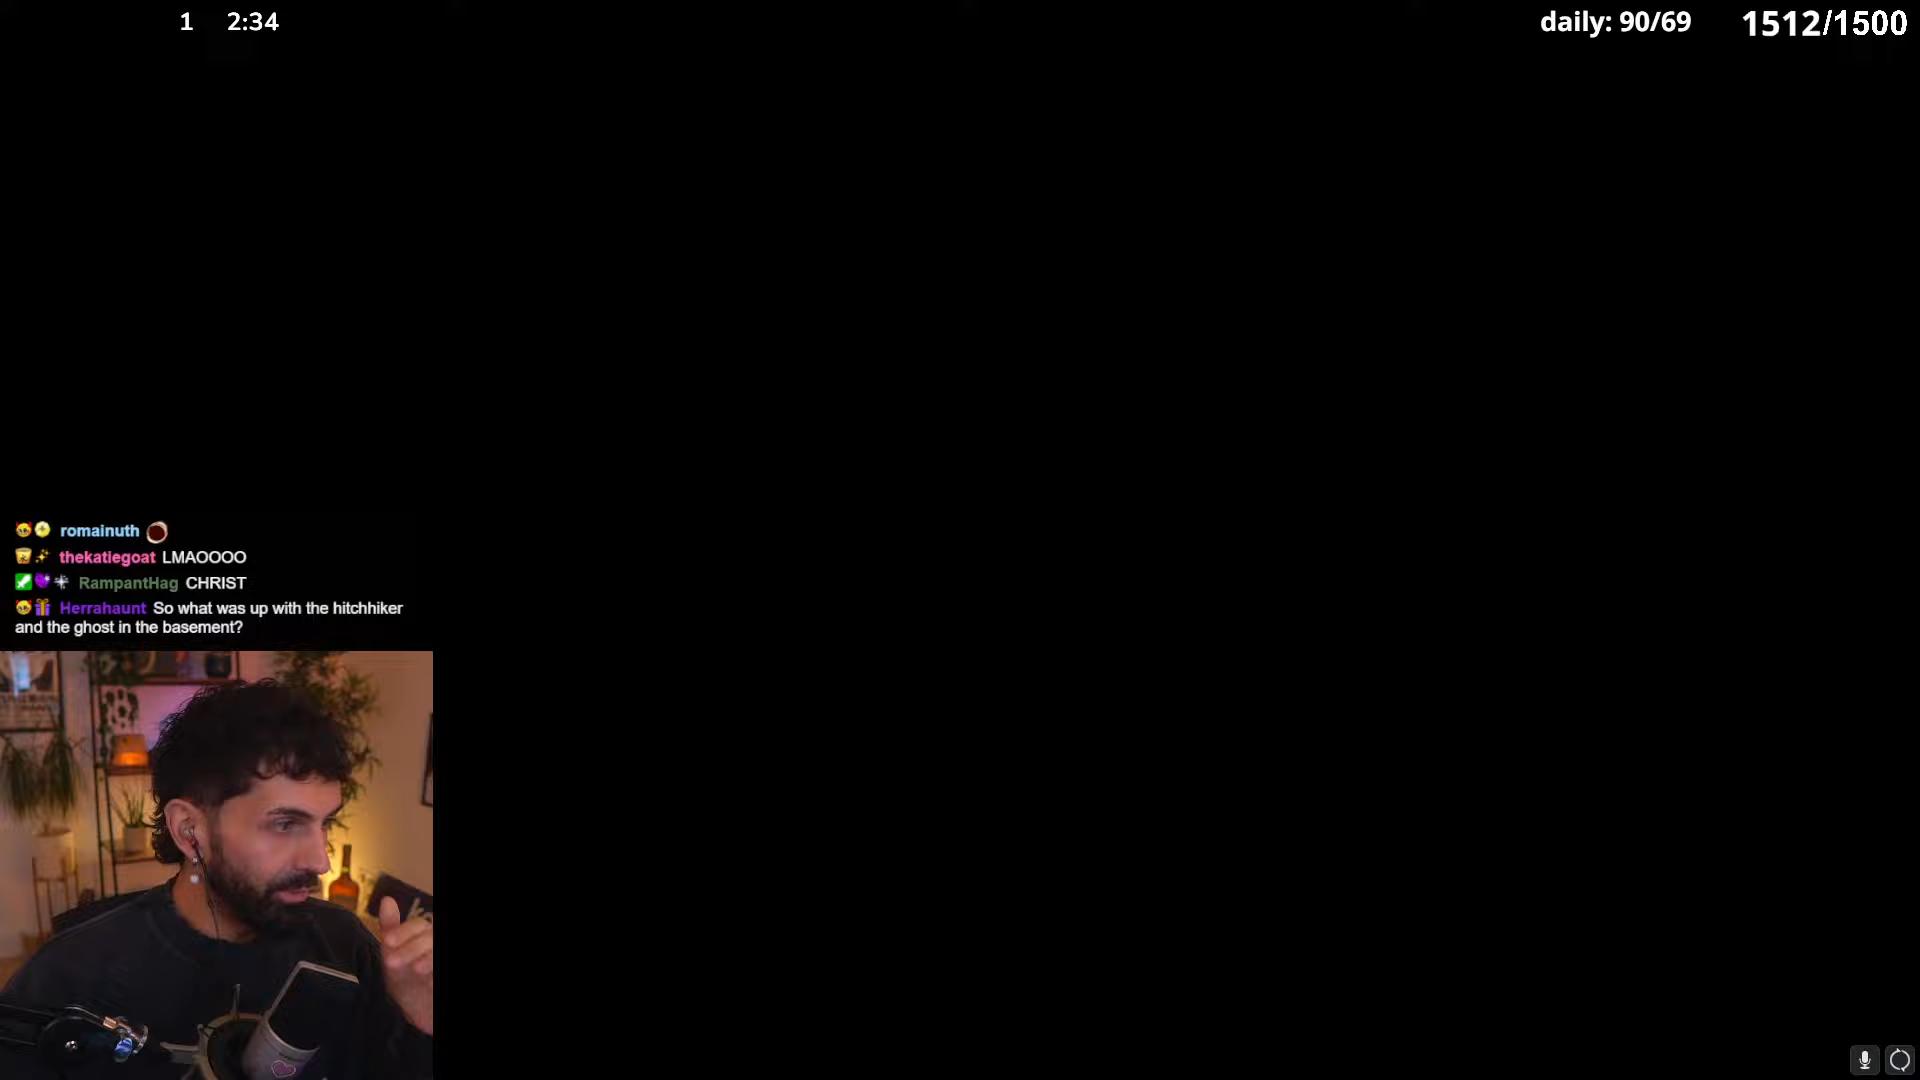 1 2:34
daily: 90/69 1512/1500
romainuth
thekatiegoat LMAOOOO
RampantHag CHRIST
Herrahaunt So what was up with the hitchhiker
and the ghost in the basement?